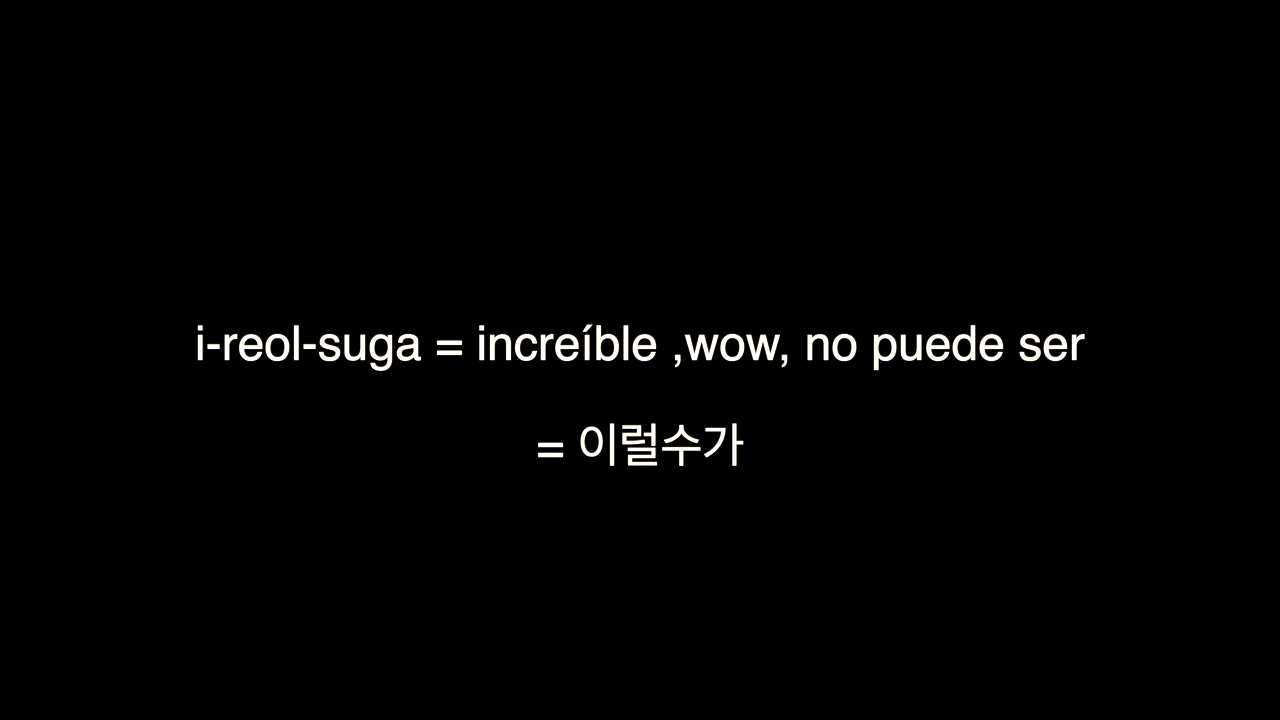 i-reol-suga = increíble ,wow, no puede ser
= 이럴수가